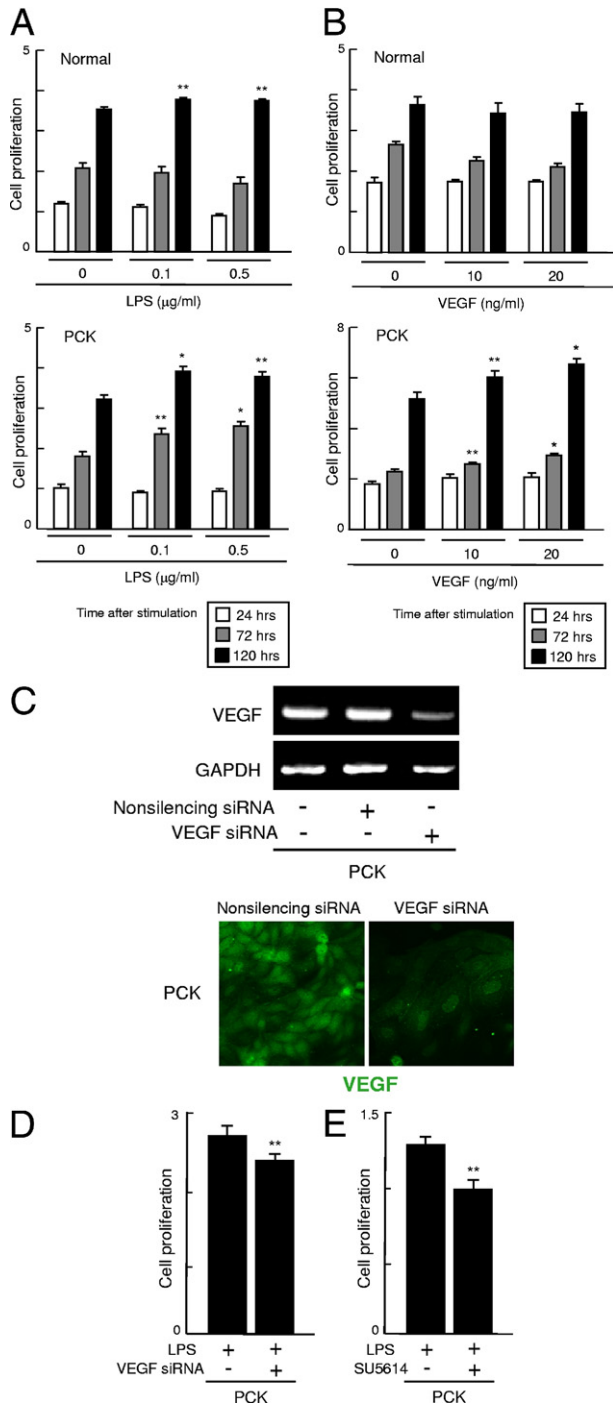 A
5
Normal
**
**
Cell proliferation
0
0
0.1
0.5
LPS (μg/ml)
5
PCK
*
**
**
*
Cell proliferation
0
0
0.1
0.5
LPS (μg/ml)
Time after stimulation
24 hrs
72 hrs
120 hrs
B
5
Normal
Cell proliferation
0
0
10
20
VEGF (ng/ml)
8
PCK
*
**
*
**
Cell proliferation
0
0
10
20
VEGF (ng/ml)
Time after stimulation
24 hrs
72 hrs
120 hrs
C
VEGF
GAPDH
Nonsilencing siRNA - + -
VEGF siRNA - - +
PCK
Nonsilencing siRNA VEGF siRNA
PCK
VEGF
D
3
**
Cell proliferation
0
LPS + +
VEGF siRNA - +
PCK
E
1.5
**
Cell proliferation
0
LPS + +
SU5614 - +
PCK